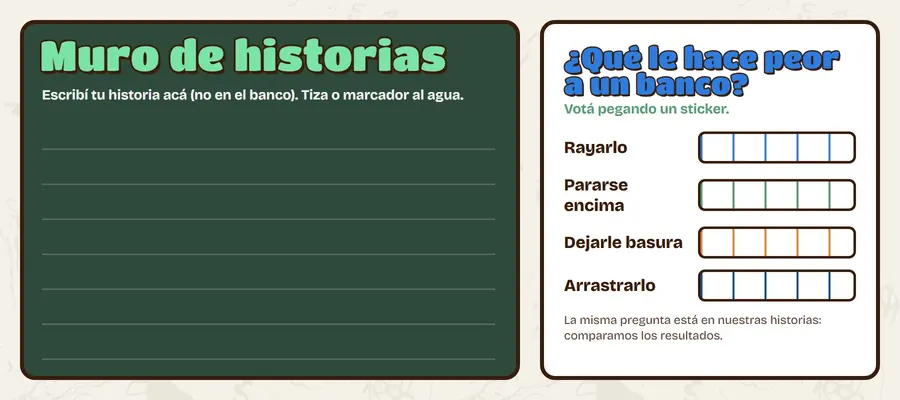 Muro de historias
Escribí tu historia acá (no en el banco). Tiza o marcador al agua.
¿Qué le hace peor
a un banco?
Votá pegando un sticker.
Rayarlo
Pararse
encima
Dejarle basura
Arrastrarlo
La misma pregunta está en nuestras historias:
comparamos los resultados.